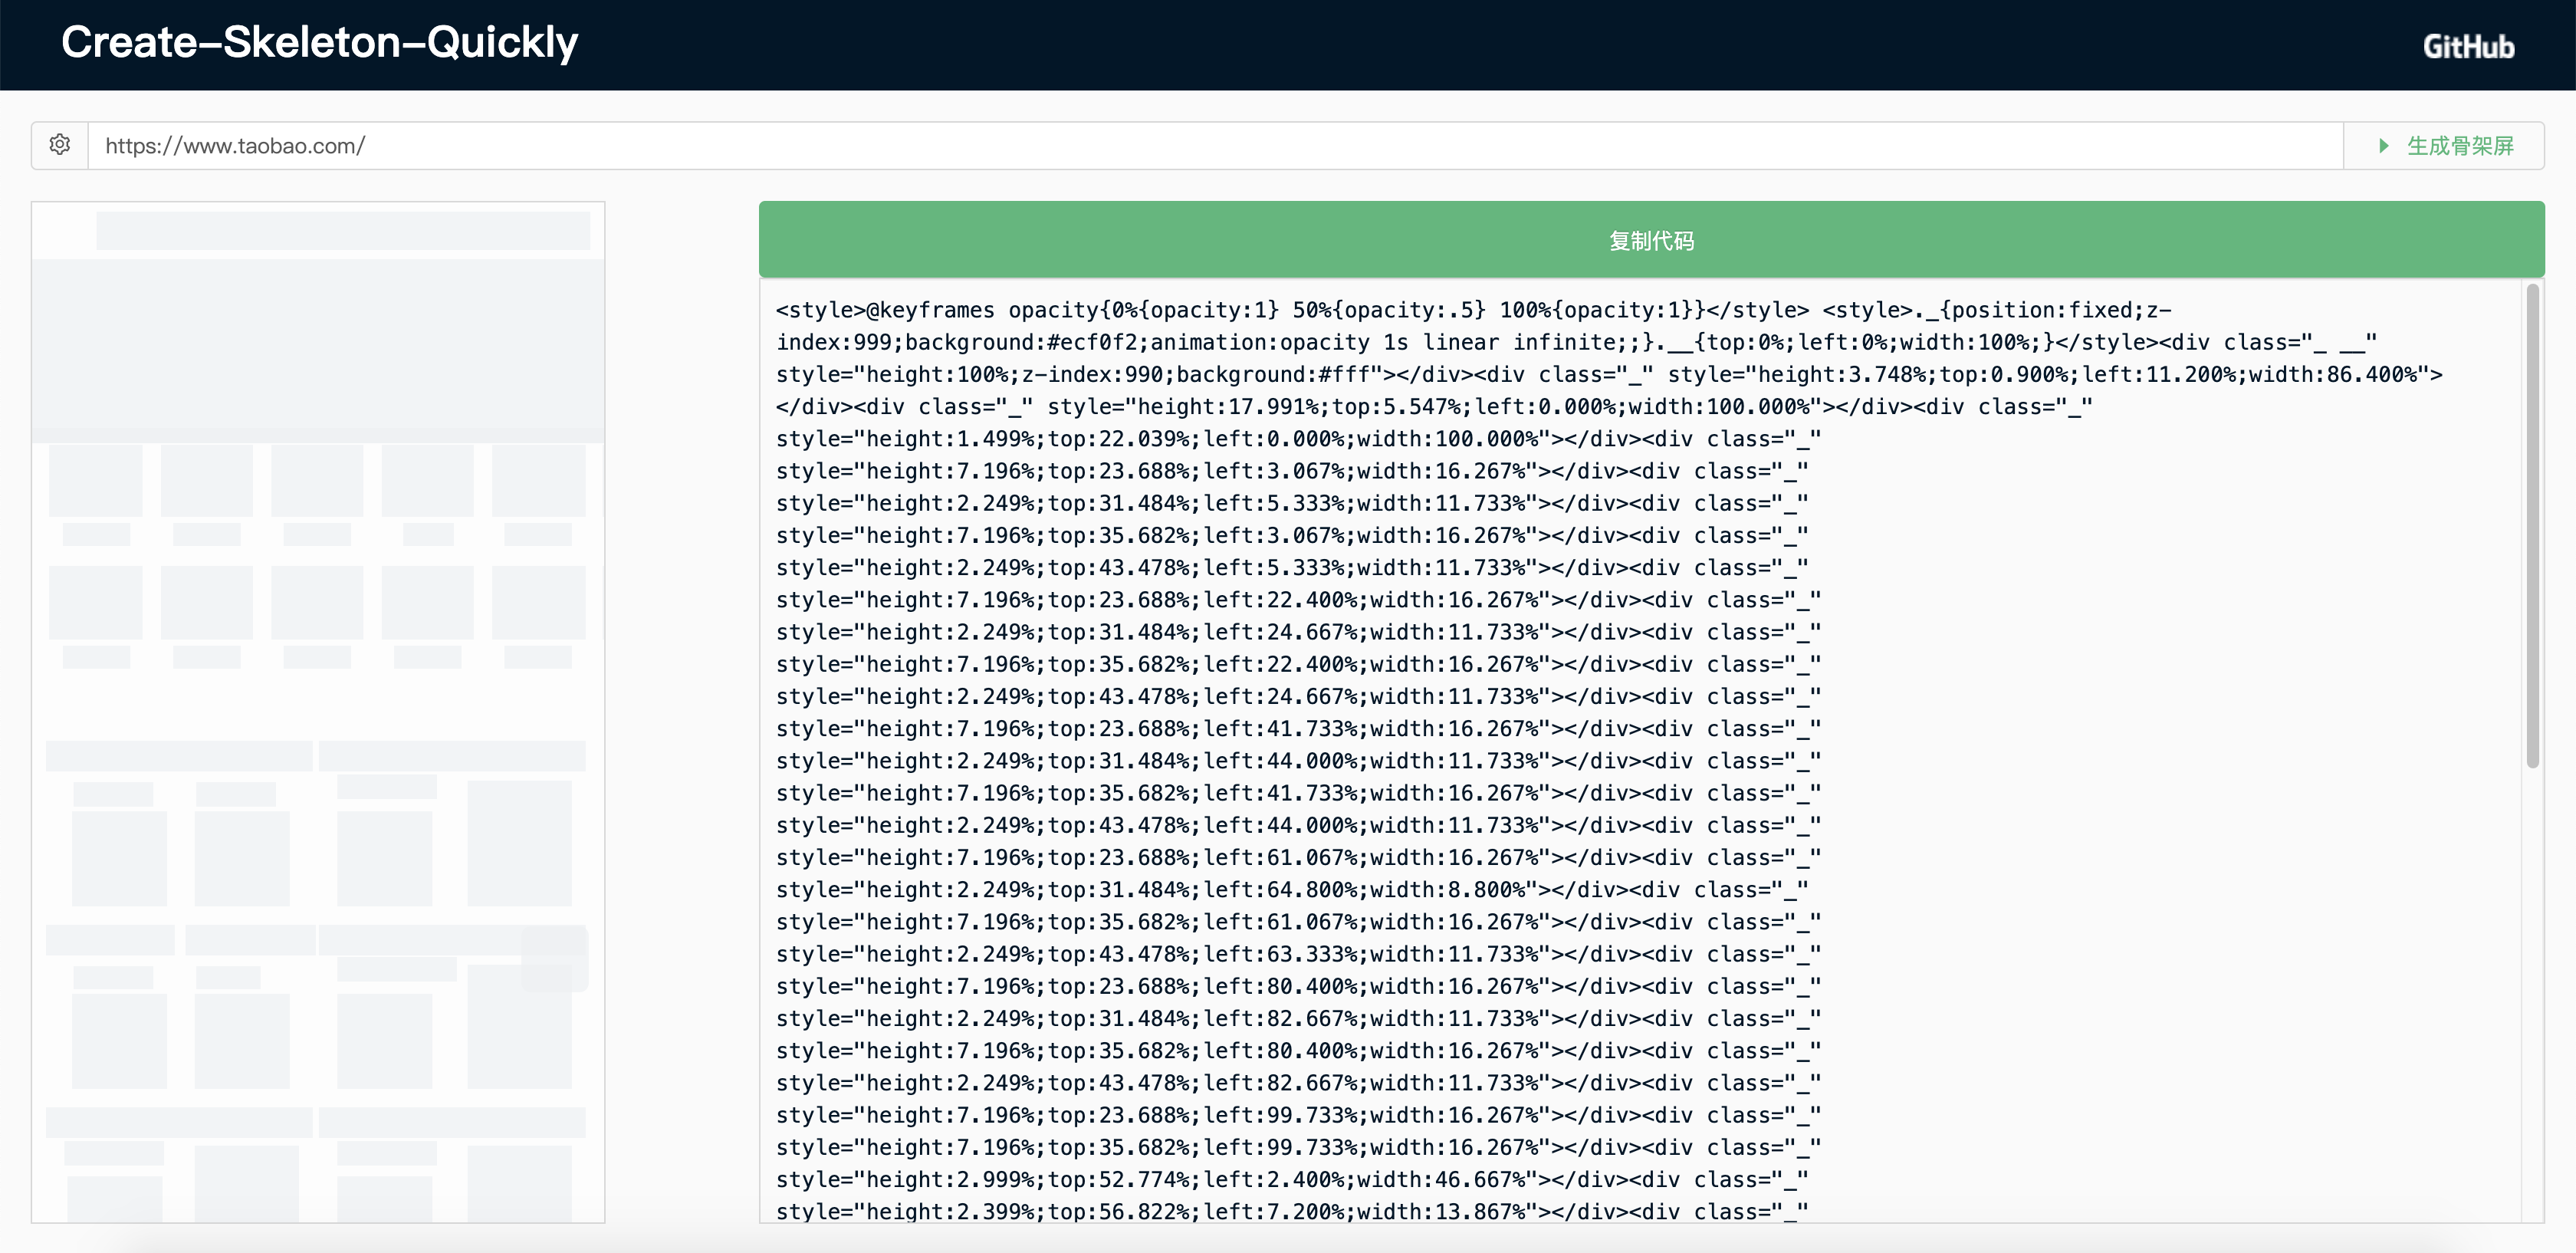 Create-Skeleton-Quickly
GitHub
https://www.taobao.com/
生成骨架屏
复制代码
<style>@keyframes opacity{0%{opacity:1} 50%{opacity:.5} 100%{opacity:1}}</style> <style>._{position:fixed;z-
index:999;background:#ecf0f2;animation:opacity 1s linear infinite;;}.__{top:0%;left:0%;width:100%;}</style><div class="_ __"
style="height:100%;z-index:990;background:#fff"></div><div class="_" style="height:3.748%;top:0.900%;left:11.200%;width:86.400%">
</div><div class="_" style="height:17.991%;top:5.547%;left:0.000%;width:100.000%"></div><div class="_"
style="height:1.499%;top:22.039%;left:0.000%;width:100.000%"></div><div class="_"
style="height:7.196%;top:23.688%;left:3.067%;width:16.267%"></div><div class="_"
style="height:2.249%;top:31.484%;left:5.333%;width:11.733%"></div><div class="_"
style="height:7.196%;top:35.682%;left:3.067%;width:16.267%"></div><div class="_"
style="height:2.249%;top:43.478%;left:5.333%;width:11.733%"></div><div class="_"
style="height:7.196%;top:23.688%;left:22.400%;width:16.267%"></div><div class="_"
style="height:2.249%;top:31.484%;left:24.667%;width:11.733%"></div><div class="_"
style="height:7.196%;top:35.682%;left:22.400%;width:16.267%"></div><div class="_"
style="height:2.249%;top:43.478%;left:24.667%;width:11.733%"></div><div class="_"
style="height:7.196%;top:23.688%;left:41.733%;width:16.267%"></div><div class="_"
style="height:2.249%;top:31.484%;left:44.000%;width:11.733%"></div><div class="_"
style="height:7.196%;top:35.682%;left:41.733%;width:16.267%"></div><div class="_"
style="height:2.249%;top:43.478%;left:44.000%;width:11.733%"></div><div class="_"
style="height:7.196%;top:23.688%;left:61.067%;width:16.267%"></div><div class="_"
style="height:2.249%;top:31.484%;left:64.800%;width:8.800%"></div><div class="_"
style="height:7.196%;top:35.682%;left:61.067%;width:16.267%"></div><div class="_"
style="height:2.249%;top:43.478%;left:63.333%;width:11.733%"></div><div class="_"
style="height:7.196%;top:23.688%;left:80.400%;width:16.267%"></div><div class="_"
style="height:2.249%;top:31.484%;left:82.667%;width:11.733%"></div><div class="_"
style="height:7.196%;top:35.682%;left:80.400%;width:16.267%"></div><div class="_"
style="height:2.249%;top:43.478%;left:82.667%;width:11.733%"></div><div class="_"
style="height:7.196%;top:23.688%;left:99.733%;width:16.267%"></div><div class="_"
style="height:7.196%;top:35.682%;left:99.733%;width:16.267%"></div><div class="_"
style="height:2.999%;top:52.774%;left:2.400%;width:46.667%"></div><div class="_"
style="height:2.399%;top:56.822%;left:7.200%;width:13.867%"></div><div class="_"